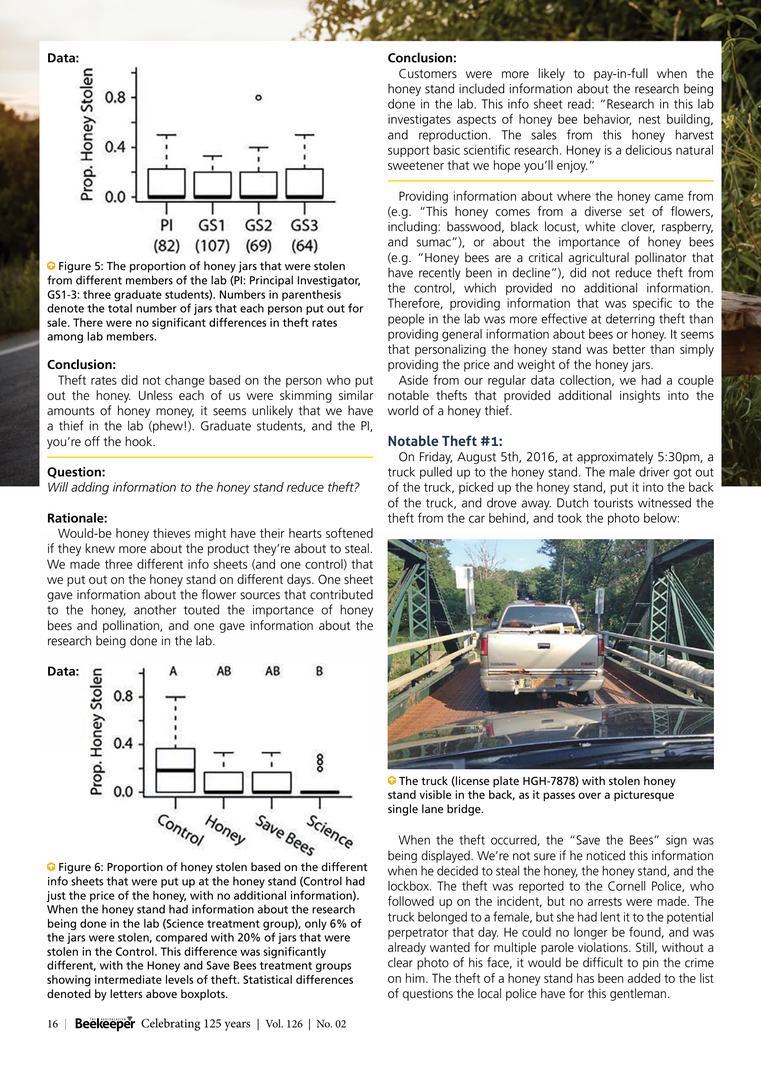 Data:
Prop. Honey Stolen
0.8
0.4
0.0
PI GS1 GS2 GS3
(82) (107) (69) (64)
Figure 5: The proportion of honey jars that were stolen
from different members of the lab (PI: Principal Investigator,
GS1-3: three graduate students). Numbers in parenthesis
denote the total number of jars that each person put out for
sale. There were no significant differences in theft rates
among lab members.
Conclusion:
Theft rates did not change based on the person who put
out the honey. Unless each of us were skimming similar
amounts of honey money, it seems unlikely that we have
a thief in the lab (phew!). Graduate students, and the PI,
you’re off the hook.
Question:
Will adding information to the honey stand reduce theft?
Rationale:
Would-be honey thieves might have their hearts softened
if they knew more about the product they’re about to steal.
We made three different info sheets (and one control) that
we put out on the honey stand on different days. One sheet
gave information about the flower sources that contributed
to the honey, another touted the importance of honey
bees and pollination, and one gave information about the
research being done in the lab.
Data:
Prop. Honey Stolen
A AB AB B
0.8
0.4
0.0
Control Honey Save Bees Science
Figure 6: Proportion of honey stolen based on the different
info sheets that were put up at the honey stand (Control had
just the price of the honey, with no additional information).
When the honey stand had information about the research
being done in the lab (Science treatment group), only 6% of
the jars were stolen, compared with 20% of jars that were
stolen in the Control. This difference was significantly
different, with the Honey and Save Bees treatment groups
showing intermediate levels of theft. Statistical differences
denoted by letters above boxplots.
Conclusion:
Customers were more likely to pay-in-full when the
honey stand included information about the research being
done in the lab. This info sheet read: “Research in this lab
investigates aspects of honey bee behavior, nest building,
and reproduction. The sales from this honey harvest
support basic scientific research. Honey is a delicious natural
sweetener that we hope you’ll enjoy.”
Providing information about where the honey came from
(e.g. “This honey comes from a diverse set of flowers,
including: basswood, black locust, white clover, raspberry,
and sumac”), or about the importance of honey bees
(e.g. “Honey bees are a critical agricultural pollinator that
have recently been in decline”), did not reduce theft from
the control, which provided no additional information.
Therefore, providing information that was specific to the
people in the lab was more effective at deterring theft than
providing general information about bees or honey. It seems
that personalizing the honey stand was better than simply
providing the price and weight of the honey jars.
Aside from our regular data collection, we had a couple
notable thefts that provided additional insights into the
world of a honey thief.
Notable Theft #1:
On Friday, August 5th, 2016, at approximately 5:30pm, a
truck pulled up to the honey stand. The male driver got out
of the truck, picked up the honey stand, put it into the back
of the truck, and drove away. Dutch tourists witnessed the
theft from the car behind, and took the photo below:
The truck (license plate HGH-7878) with stolen honey
stand visible in the back, as it passes over a picturesque
single lane bridge.
When the theft occurred, the “Save the Bees” sign was
being displayed. We’re not sure if he noticed this information
when he decided to steal the honey, the honey stand, and the
lockbox. The theft was reported to the Cornell Police, who
followed up on the incident, but no arrests were made. The
truck belonged to a female, but she had lent it to the potential
perpetrator that day. He could no longer be found, and was
already wanted for multiple parole violations. Still, without a
clear photo of his face, it would be difficult to pin the crime
on him. The theft of a honey stand has been added to the list
of questions the local police have for this gentleman.
16 | Beekeeper Celebrating 125 years | Vol. 126 | No. 02